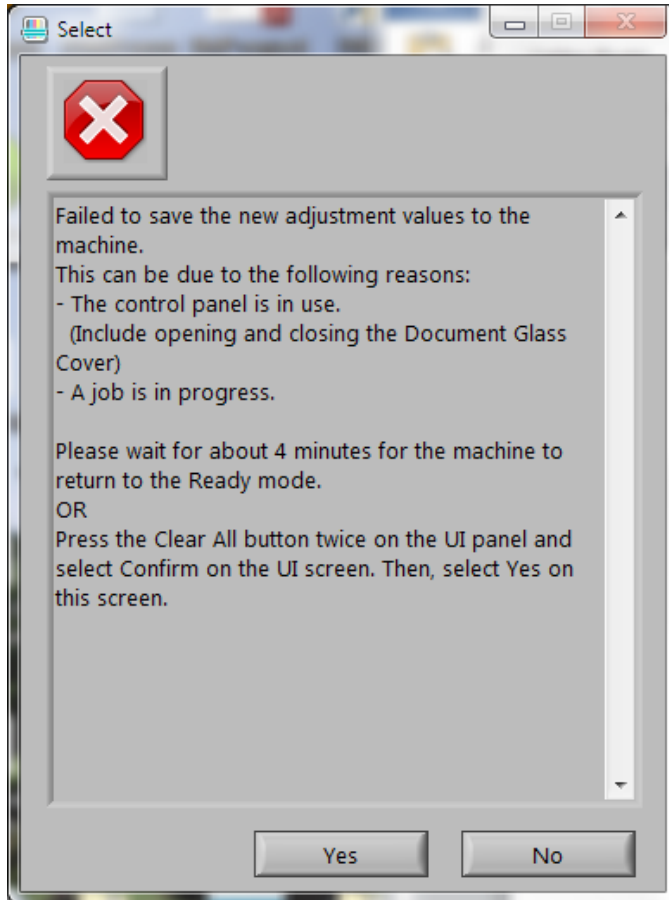 Select
Failed to save the new adjustment values to the
machine.
This can be due to the following reasons:
- The control panel is in use.
(Include opening and closing the Document Glass
Cover)
- A job is in progress.
Please wait for about 4 minutes for the machine to
return to the Ready mode.
OR
Press the Clear All button twice on the UI panel and
select Confirm on the UI screen. Then, select Yes on
this screen.
Yes
No